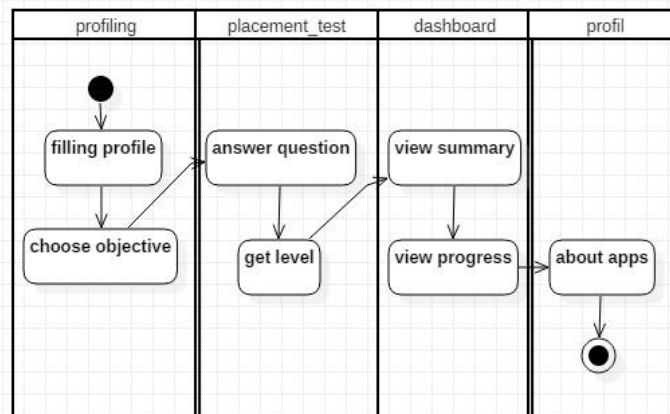 profiling
placement_test
dashboard
profil
filling profile
answer question
view summary
choose objective
get level
view progress
about apps